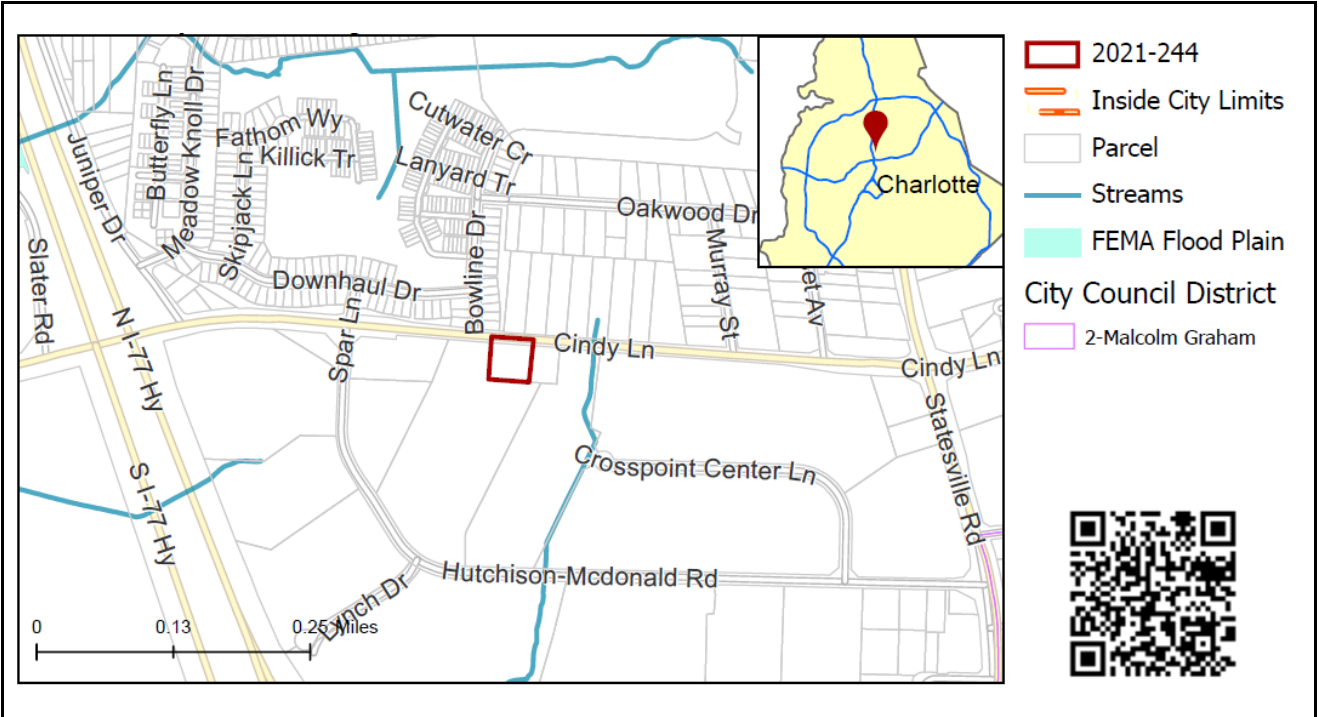 Butterfly Ln
Meadow Knoll Dr
Juniper Dr
Fathom Wy
Killick Tr
Skipjack Ln
Cutwater Cr
Lanyard Tr
Oakwood Dr
Murray St
et Av
Slater Rd
Downhaul Dr
Bowline Dr
Spar Ln
N I-77 Hy
S I-77 Hy
Cindy Ln
Cindy Ln
Statesville Rd
Crosspoint Center Ln
Hutchison-Mcdonald Rd
Lynch Dr
0 0.13 0.25 Miles
Charlotte
2021-244
Inside City Limits
Parcel
Streams
FEMA Flood Plain
City Council District
2-Malcolm Graham